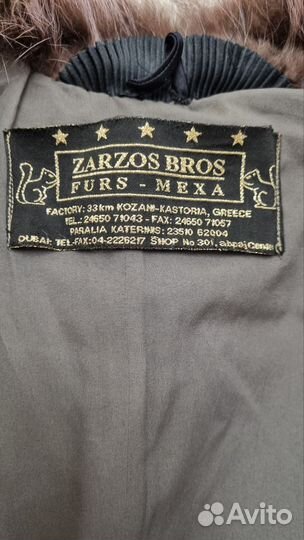 ZARZOS BROS
FURS - MEXA
FACTORY: 33km KOZANI-KASTORIA, GREECE
TEL.: 24650 71043 - FAX: 24650 71057
PARALIA KATERINIS: 23510 62004
DUBAI: TEL.FAX:04-2226217 SHOP No 301,
Avito